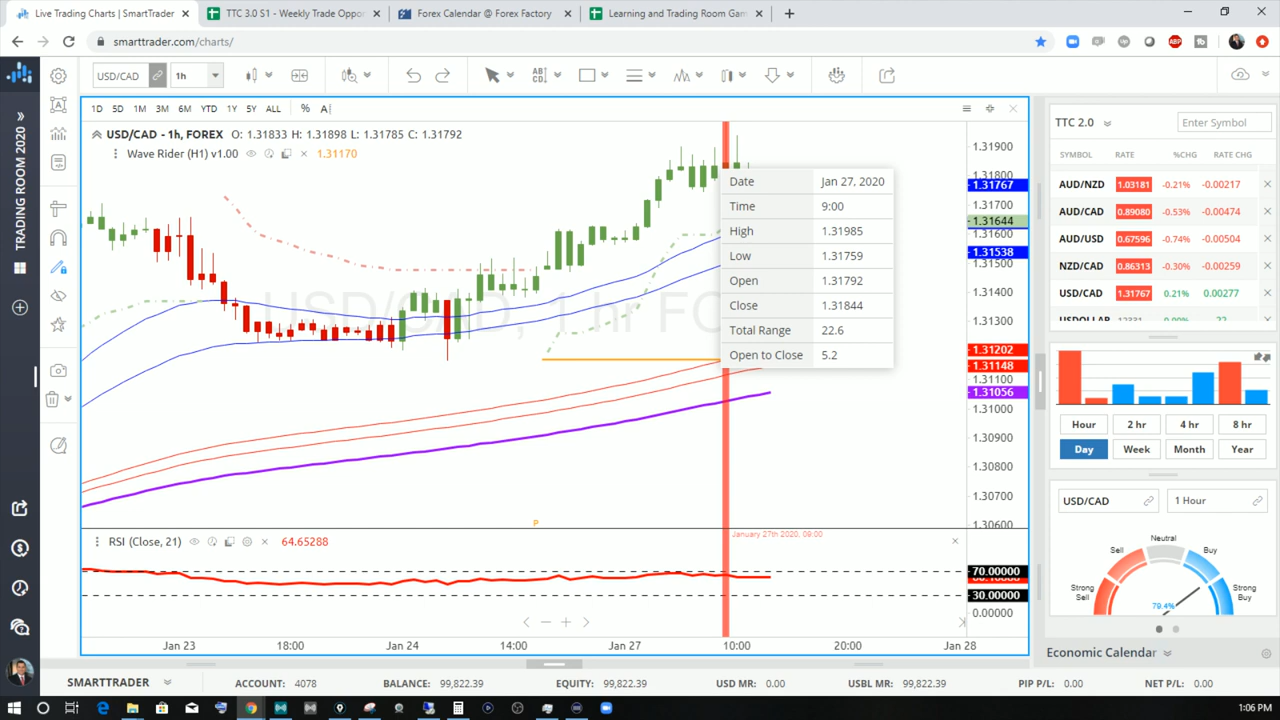 Live Trading Charts | SmartTrader
TTC 3.0 S1 - Weekly Trade Oppor
Forex Calendar @ Forex Factory
Learning and Trading Room Gam
smarttrader.com/charts/
USD/CAD
1h
AB
CD
1D 5D 1M 3M 6M YTD 1Y 5Y ALL % A
USD/CAD - 1h, FOREX O: 1.31833 H: 1.31898 L: 1.31785 C: 1.31792
Wave Rider (H1) v1.00 1.31170
TRADING ROOM 2020
USD/CAD, 1 hr FO
Date Jan 27, 2020
Time 9:00
High 1.31985
Low 1.31759
Open 1.31792
Close 1.31844
Total Range 22.6
Open to Close 5.2
1.31900
1.31767
1.31700
1.31644
1.31600
1.31538
1.31500
1.31400
1.31300
1.31202
1.31148
1.31100
1.31056
1.31000
1.30900
1.30800
1.30700
1.30600
P
RSI (Close, 21) 64.65288
January 27th 2020, 09:00
70.00000
30.00000
0.00000
Jan 23 18:00 Jan 24 14:00 Jan 27 10:00 20:00 Jan 28
TTC 2.0
Enter Symbol
SYMBOL RATE %CHG RATE CHG
AUD/NZD 1.03181 -0.21% -0.00217
AUD/CAD 0.89080 -0.53% -0.00474
AUD/USD 0.67596 -0.74% -0.00504
NZD/CAD 0.86313 -0.30% -0.00259
USD/CAD 1.31767 0.21% 0.00277
USDOLLAR 12331 0.00% 22
Hour 2 hr 4 hr 8 hr
Day Week Month Year
USD/CAD 1 Hour
Neutral
Sell Buy
Strong Sell
Strong Buy
79.4%
Economic Calendar
SMARTTRADER ACCOUNT: 4078 BALANCE: 99,822.39 EQUITY: 99,822.39 USD MR: 0.00 USBL MR: 99,822.39 PIP P/L: 0.00 NET P/L: 0.00
1:06 PM